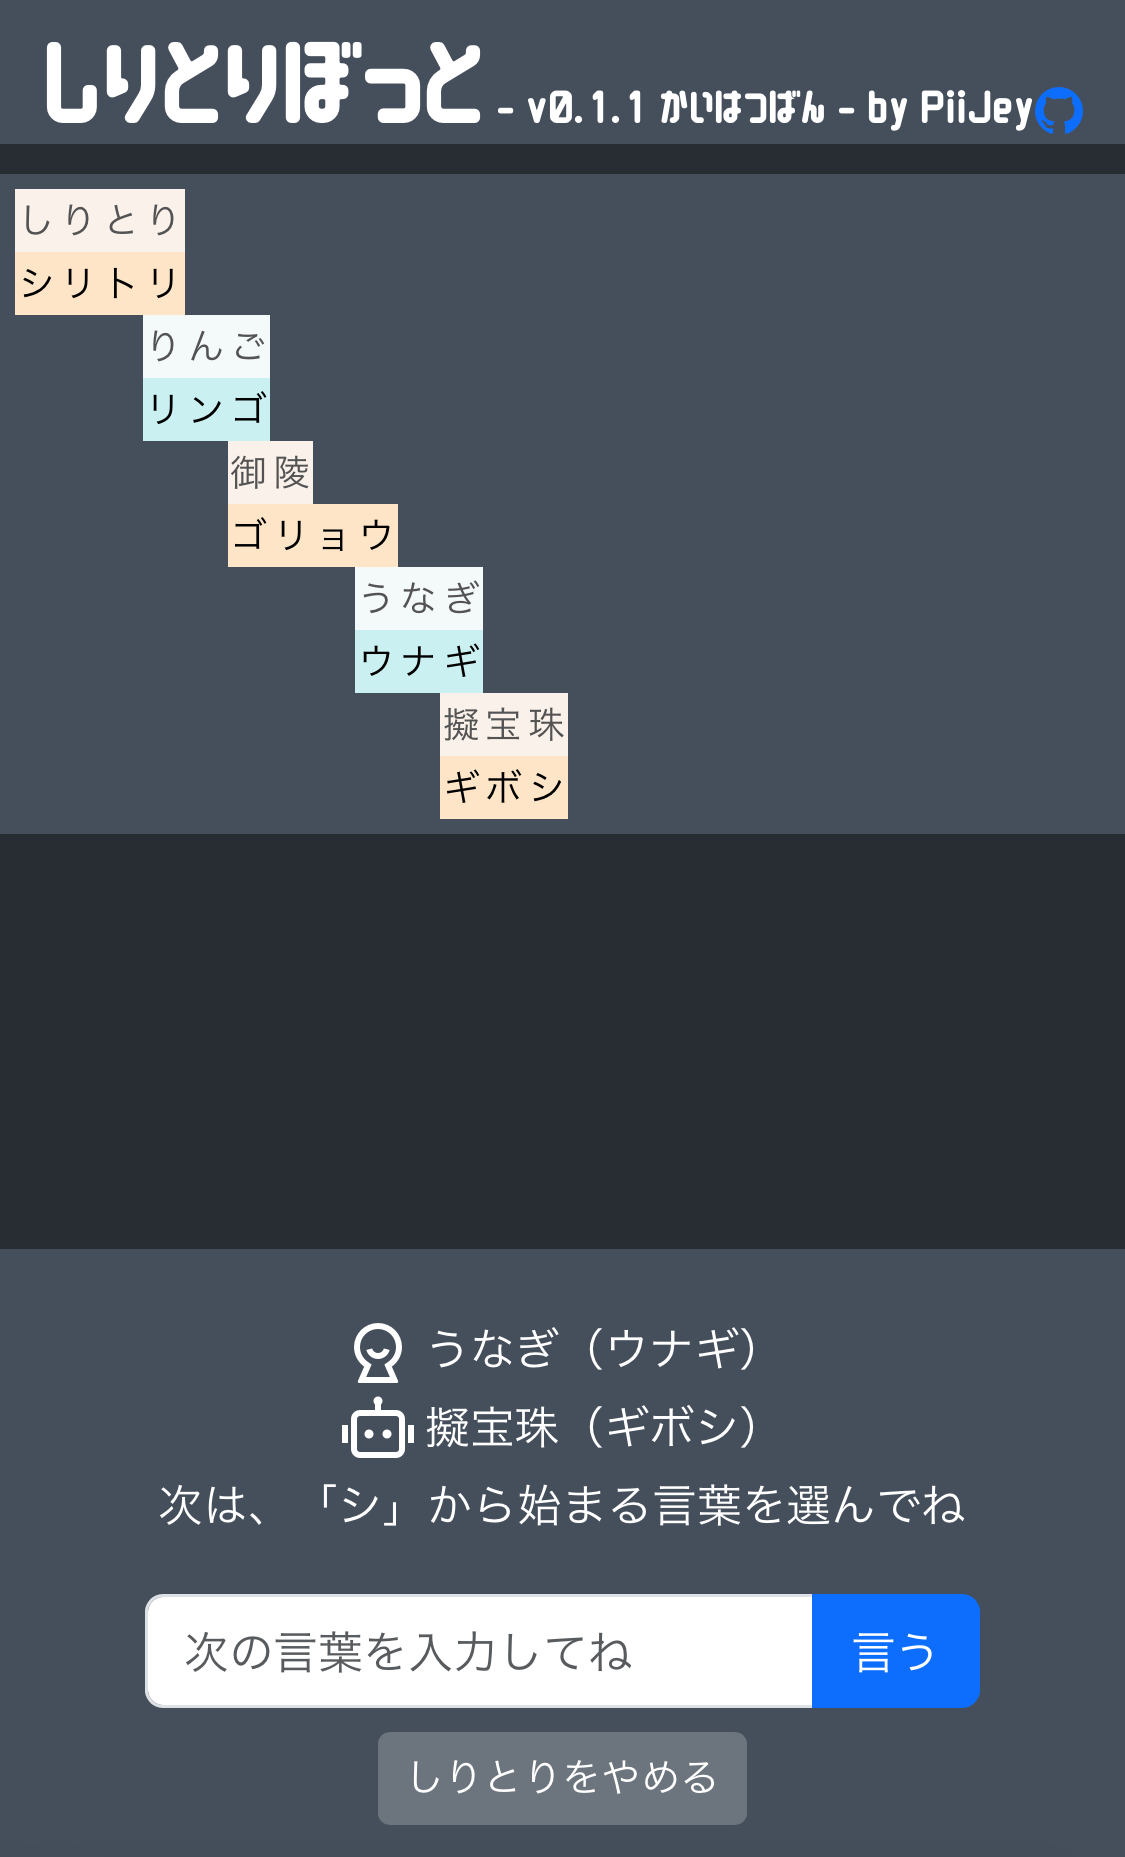 しりとりぼっと - v0.1.1 かいはつばん - by PiiJey
しりとり
シリトリ
りんご
リンゴ
御陵
ゴリョウ
うなぎ
ウナギ
擬宝珠
ギボシ
うなぎ（ウナギ）
擬宝珠（ギボシ）
次は、「シ」から始まる言葉を選んでね
次の言葉を入力してね
言う
しりとりをやめる